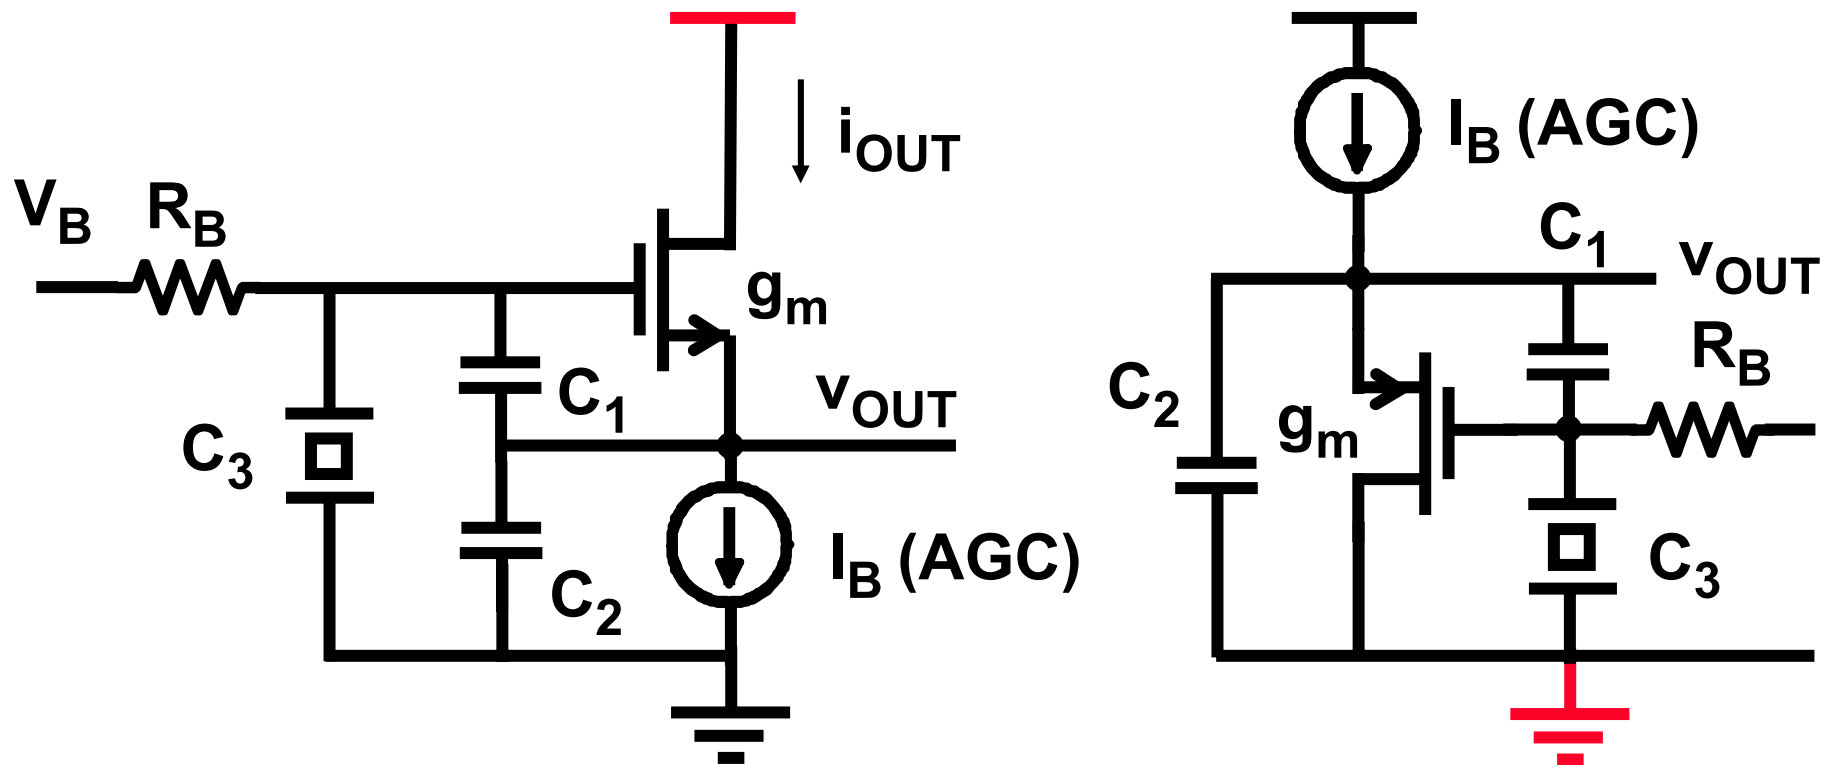 V_B
R_B
i_OUT
g_m
C_1
v_OUT
C_3
C_2
I_B (AGC)
I_B (AGC)
C_1
v_OUT
R_B
C_2
g_m
C_3